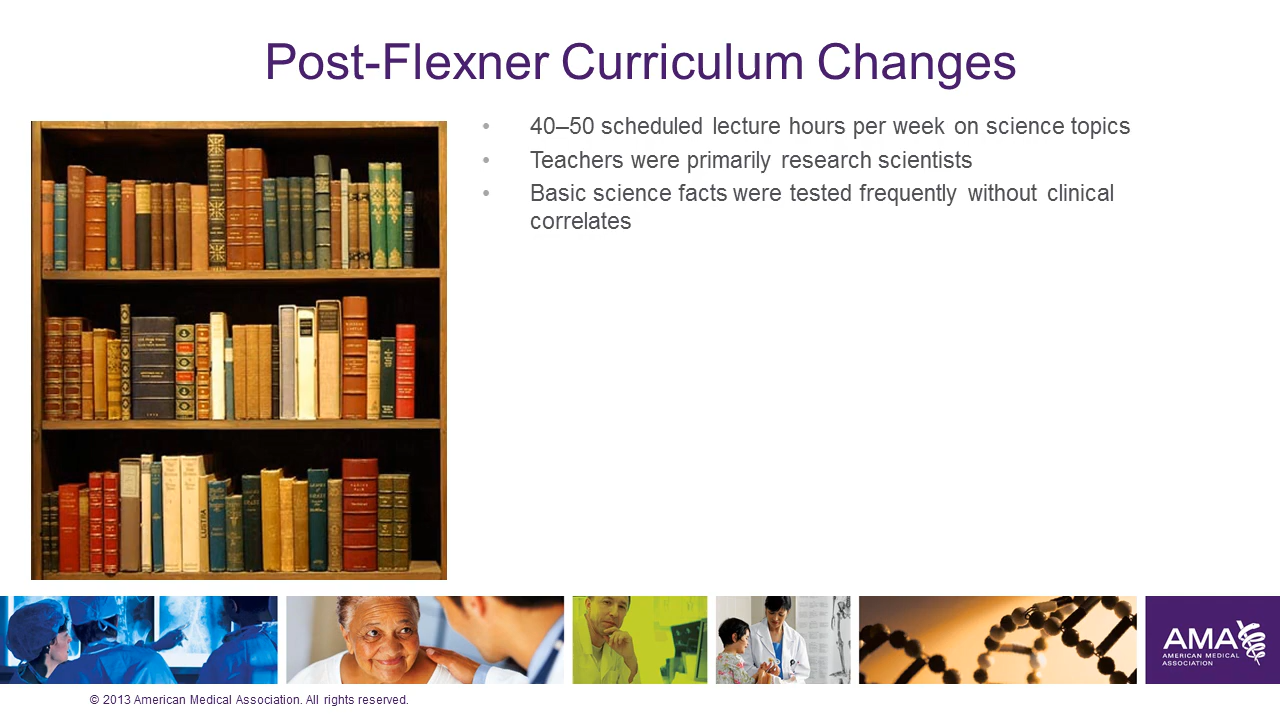 Post-Flexner Curriculum Changes
• 40–50 scheduled lecture hours per week on science topics
• Teachers were primarily research scientists
• Basic science facts were tested frequently without clinical
correlates
LUSTRA
AMA
AMERICAN MEDICAL
ASSOCIATION
© 2013 American Medical Association. All rights reserved.